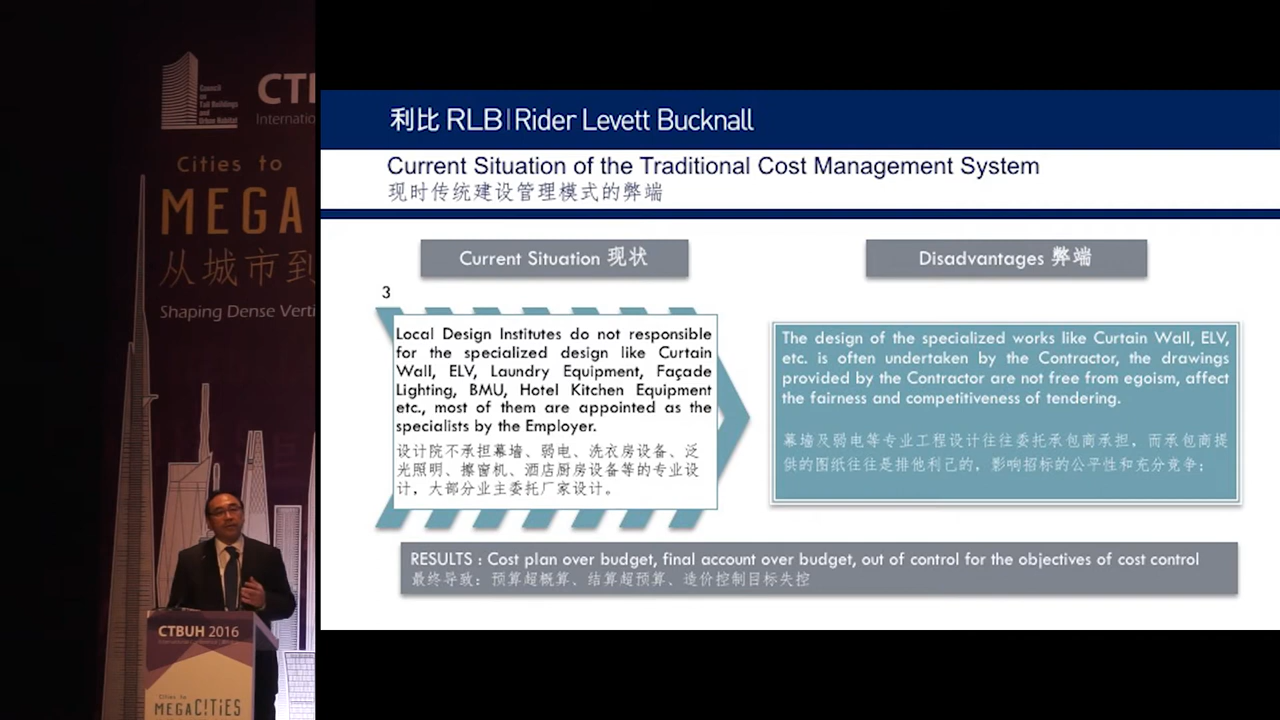 Council
on
Tall Buildings
and
Urban Habitat
Cities to
MEGA
从城市到
Shaping Dense Verti
CTBUH 2016
Cities to
MEGACITIES
利比 RLB | Rider Levett Bucknall
Current Situation of the Traditional Cost Management System
现时传统建设管理模式的弊端
Current Situation 现状
Disadvantages 弊端
3
Local Design Institutes do not responsible
for the specialized design like Curtain
Wall, ELV, Laundry Equipment, Façade
Lighting, BMU, Hotel Kitchen Equipment
etc., most of them are appointed as the
specialists by the Employer.
设计院不承担幕墙、弱电、洗衣房设备、泛
光照明、擦窗机、酒店厨房设备等的专业设
计，大部分业主委托厂家设计。
The design of the specialized works like Curtain Wall, ELV,
etc. is often undertaken by the Contractor, the drawings
provided by the Contractor are not free from egoism, affect
the fairness and competitiveness of tendering.
幕墙及弱电等专业工程设计往往委托承包商承担，而承包商提
供的图纸往往是排他利己的，影响招标的公平性和充分竞争；
RESULTS : Cost plan over budget, final account over budget, out of control for the objectives of cost control
最终导致：预算超概算、结算超预算、造价控制目标失控